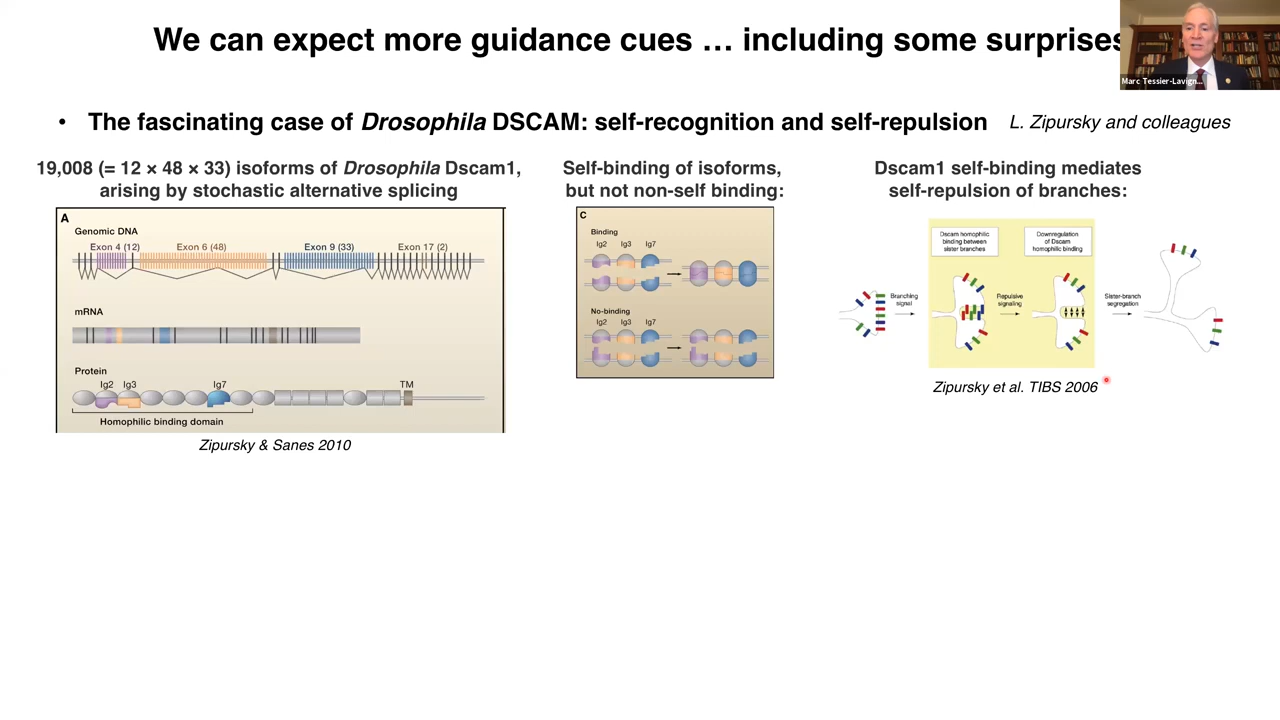 We can expect more guidance cues … including some surprises
Marc Tessier-Lavign...
• The fascinating case of Drosophila DSCAM: self-recognition and self-repulsion
L. Zipursky and colleagues
19,008 (= 12 × 48 × 33) isoforms of Drosophila Dscam1,
arising by stochastic alternative splicing
A
Genomic DNA
Exon 4 (12)
Exon 6 (48)
Exon 9 (33)
Exon 17 (2)
mRNA
Protein
Ig2
Ig3
Ig7
TM
Homophilic binding domain
Zipursky & Sanes 2010
Self-binding of isoforms,
but not non-self binding:
C
Binding
Ig2 Ig3 Ig7
No-binding
Ig2 Ig3 Ig7
Dscam1 self-binding mediates
self-repulsion of branches:
Dscam homophilic
binding between
sister branches
Downregulation
of Dscam
homophilic binding
Branching
signal
Repulsive
signaling
Sister-branch
segregation
Zipursky et al. TIBS 2006